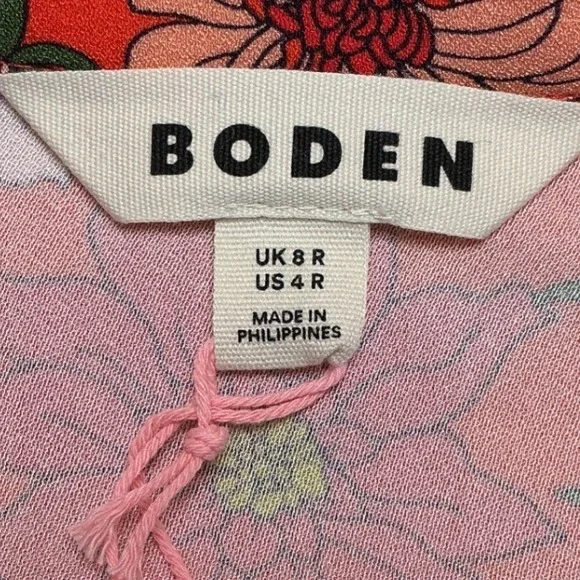 BODEN
UK 8 R
US 4 R
MADE IN
PHILIPPINES